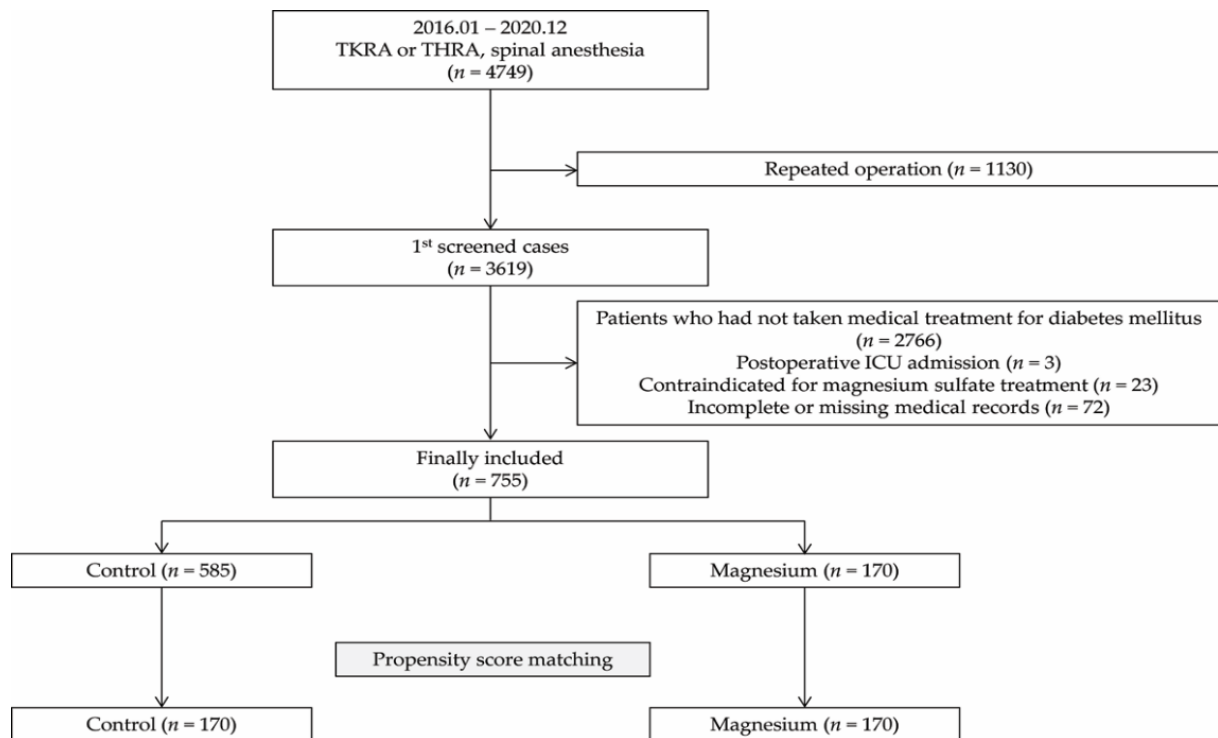 2016.01 – 2020.12
TKRA or THRA, spinal anesthesia
(n = 4749)
Repeated operation (n = 1130)
1st screened cases
(n = 3619)
Patients who had not taken medical treatment for diabetes mellitus
(n = 2766)
Postoperative ICU admission (n = 3)
Contraindicated for magnesium sulfate treatment (n = 23)
Incomplete or missing medical records (n = 72)
Finally included
(n = 755)
Control (n = 585)
Magnesium (n = 170)
Propensity score matching
Control (n = 170)
Magnesium (n = 170)